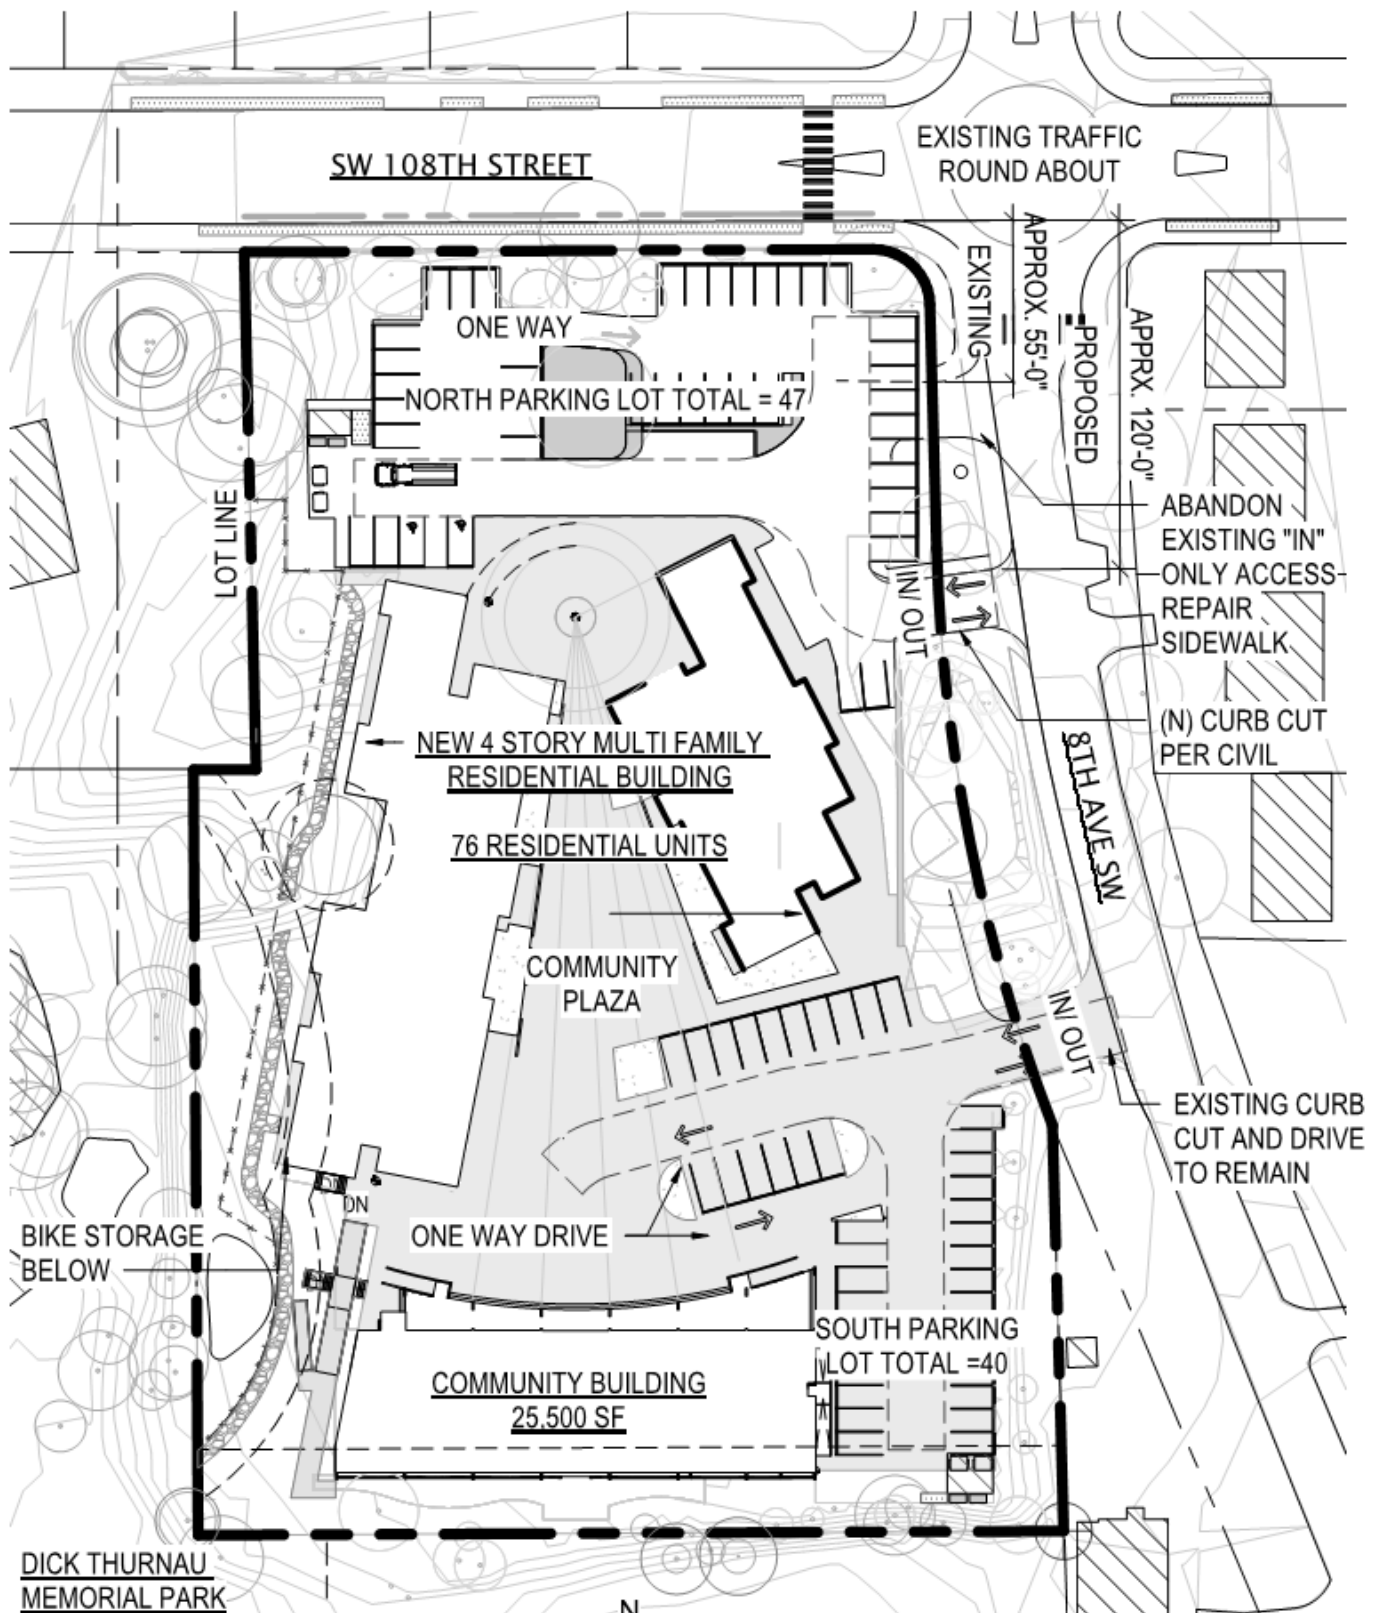 SW 108TH STREET
EXISTING TRAFFIC
ROUND ABOUT
EXISTING
APPROX. 55'-0"
PROPOSED
APPRX. 120'-0"
ONE WAY
NORTH PARKING LOT TOTAL = 47
LOT LINE
IN/ OUT
ABANDON
EXISTING "IN"
ONLY ACCESS
REPAIR
SIDEWALK
(N) CURB CUT
PER CIVIL
8TH AVE SW
NEW 4 STORY MULTI FAMILY
RESIDENTIAL BUILDING
76 RESIDENTIAL UNITS
COMMUNITY
PLAZA
IN/ OUT
EXISTING CURB
CUT AND DRIVE
TO REMAIN
DN
BIKE STORAGE
BELOW
ONE WAY DRIVE
SOUTH PARKING
LOT TOTAL =40
COMMUNITY BUILDING
25,500 SF
DICK THURNAU
MEMORIAL PARK
N